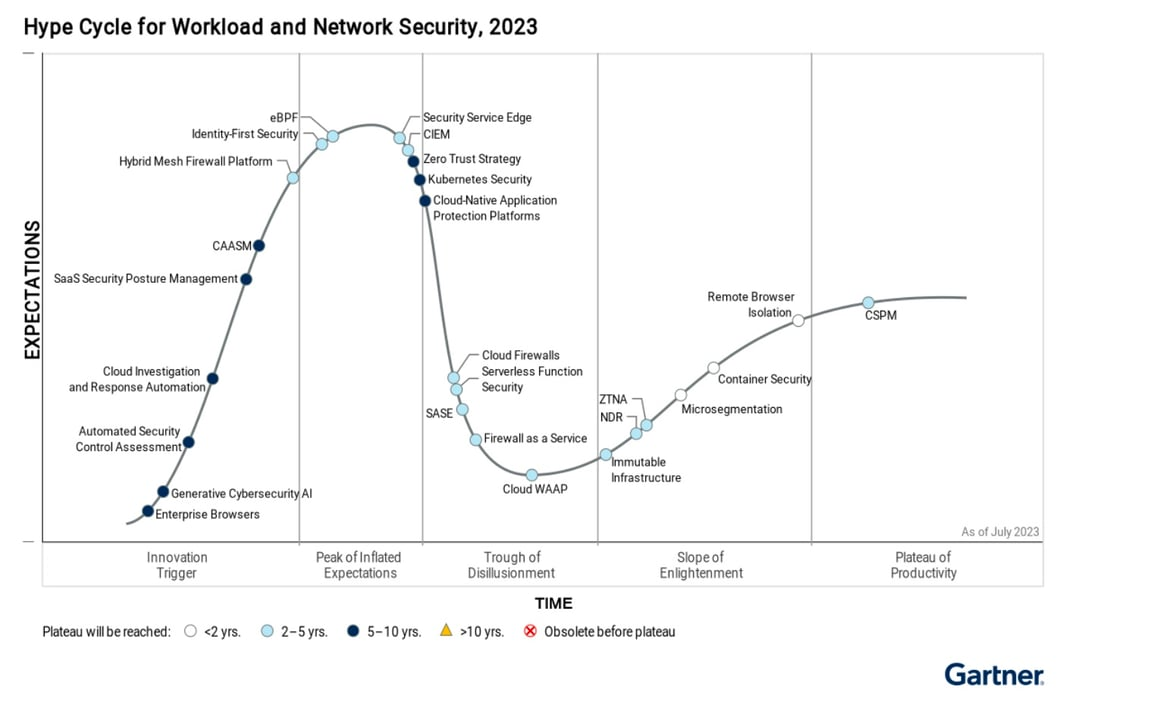 Hype Cycle for Workload and Network Security, 2023
EXPECTATIONS
eBPF
Identity-First Security
Hybrid Mesh Firewall Platform
CAASM
SaaS Security Posture Management
Cloud Investigation
and Response Automation
Automated Security
Control Assessment
Generative Cybersecurity AI
Enterprise Browsers
Security Service Edge
CIEM
Zero Trust Strategy
Kubernetes Security
Cloud-Native Application
Protection Platforms
Cloud Firewalls
Serverless Function
Security
SASE
Firewall as a Service
Cloud WAAP
ZTNA
NDR
Immutable
Infrastructure
Microsegmentation
Container Security
Remote Browser
Isolation
CSPM
As of July 2023
Innovation
Trigger
Peak of Inflated
Expectations
Trough of
Disillusionment
Slope of
Enlightenment
Plateau of
Productivity
TIME
Plateau will be reached: <2 yrs. 2–5 yrs. 5–10 yrs. >10 yrs. Obsolete before plateau
Gartner